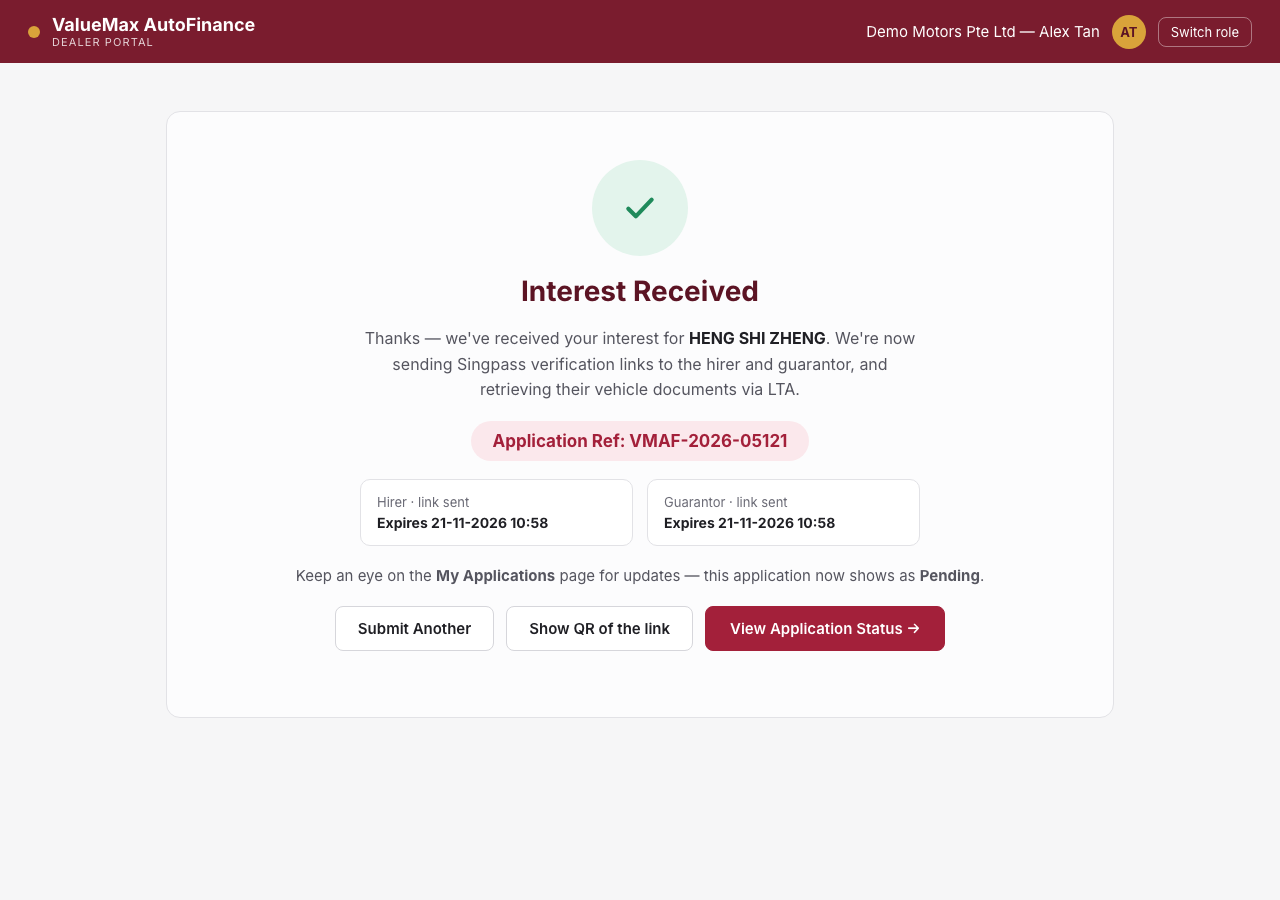 ValueMax AutoFinance
DEALER PORTAL
Demo Motors Pte Ltd — Alex Tan
AT
Switch role
Interest Received
Thanks — we've received your interest for HENG SHI ZHENG. We're now
sending Singpass verification links to the hirer and guarantor, and
retrieving their vehicle documents via LTA.
Application Ref: VMAF-2026-05121
Hirer · link sent
Expires 21-11-2026 10:58
Guarantor · link sent
Expires 21-11-2026 10:58
Keep an eye on the My Applications page for updates — this application now shows as Pending.
Submit Another
Show QR of the link
View Application Status →